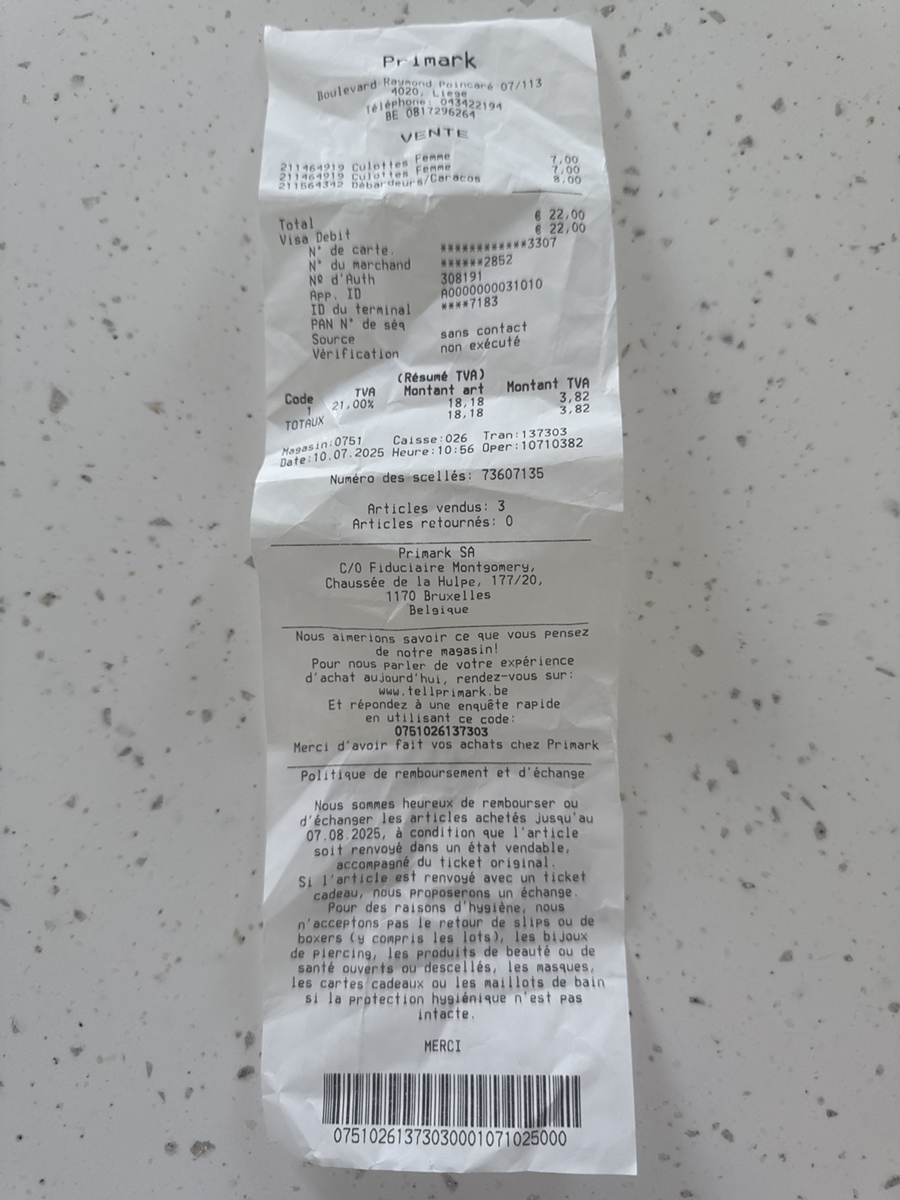 Primark
Boulevard Raymond Poincaré 07/113
4020, Liege
Téléphone: 043422194
BE 0817296264
VENTE
211464919 Culottes Femme 7,00
211464919 Culottes Femme 7,00
211564342 Débardeurs/Caracos 8,00
Total € 22,00
Visa Debit € 22,00
N° de carte. ************3307
N° du marchand ******2852
Nº d'Auth 308191
App. ID A0000000031010
ID du terminal ****7183
PAN N° de séq
Source sans contact
Vérification non exécuté
(Résumé TVA)
Code TVA Montant art Montant TVA
1 21,00% 18,18 3,82
TOTAUX 18,18 3,82
Magasin:0751 Caisse:026 Tran:137303
Date:10.07.2025 Heure:10:56 Oper:10710382
Numéro des scellés: 73607135
Articles vendus: 3
Articles retournés: 0
Primark SA
C/O Fiduciaire Montgomery,
Chaussée de la Hulpe, 177/20,
1170 Bruxelles
Belgique
Nous aimerions savoir ce que vous pensez
de notre magasin!
Pour nous parler de votre expérience
d'achat aujourd'hui, rendez-vous sur:
www.tellprimark.be
Et répondez à une enquête rapide
en utilisant ce code:
0751026137303
Merci d'avoir fait vos achats chez Primark
Politique de remboursement et d'échange
Nous sommes heureux de rembourser ou
d'échanger les articles achetés jusqu'au
07.08.2025, à condition que l'article
soit renvoyé dans un état vendable,
accompagné du ticket original.
Si l'article est renvoyé avec un ticket
cadeau, nous proposerons un échange.
Pour des raisons d'hygiène, nous
n'acceptons pas le retour de slips ou de
boxers (y compris les lots), les bijoux
de piercing, les produits de beauté ou de
santé ouverts ou descellés, les masques,
les cartes cadeaux ou les maillots de bain
si la protection hygiénique n'est pas
intacte.
MERCI
07510261373030001071025000